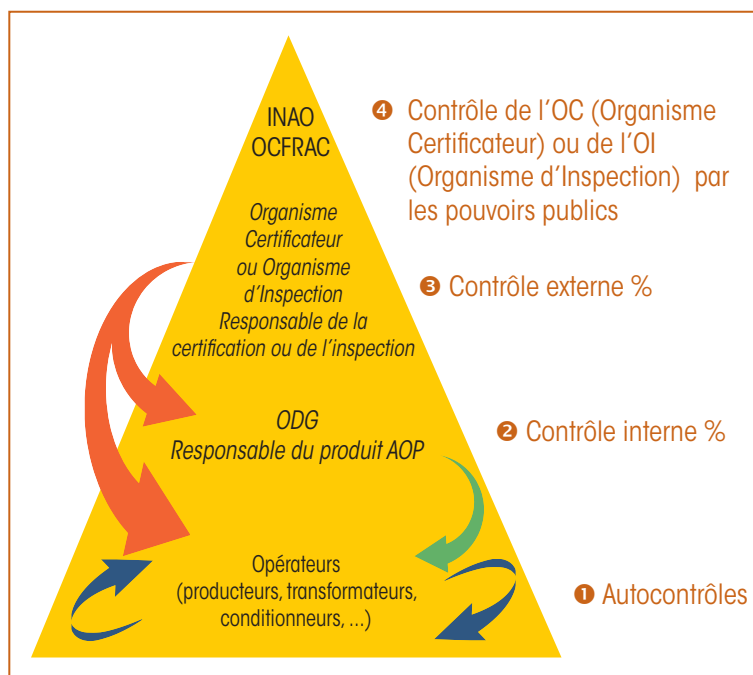 INAO
OCFRAC
Organisme
Certificateur
ou Organisme
d’Inspection
Responsable de la
certification ou de l’inspection
ODG
Responsable du produit AOP
Opérateurs
(producteurs, transformateurs,
conditionneurs, ...)
❹ Contrôle de l’OC (Organisme
Certificateur) ou de l’OI
(Organisme d’Inspection) par
les pouvoirs publics
❸ Contrôle externe %
❷ Contrôle interne %
❶ Autocontrôles